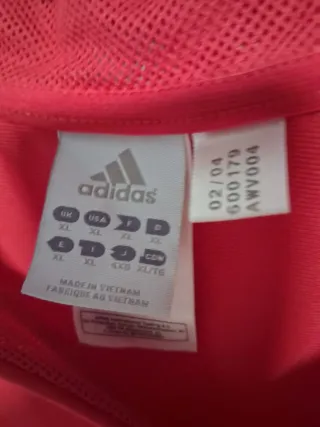 adidas
UK USA F D
XL XL XL XL
E I J CDN
XL XL 4XO XL/TG
MADE IN VIETNAM
FABRIQUE AU VIETNAM
02/04
600179
AWV004